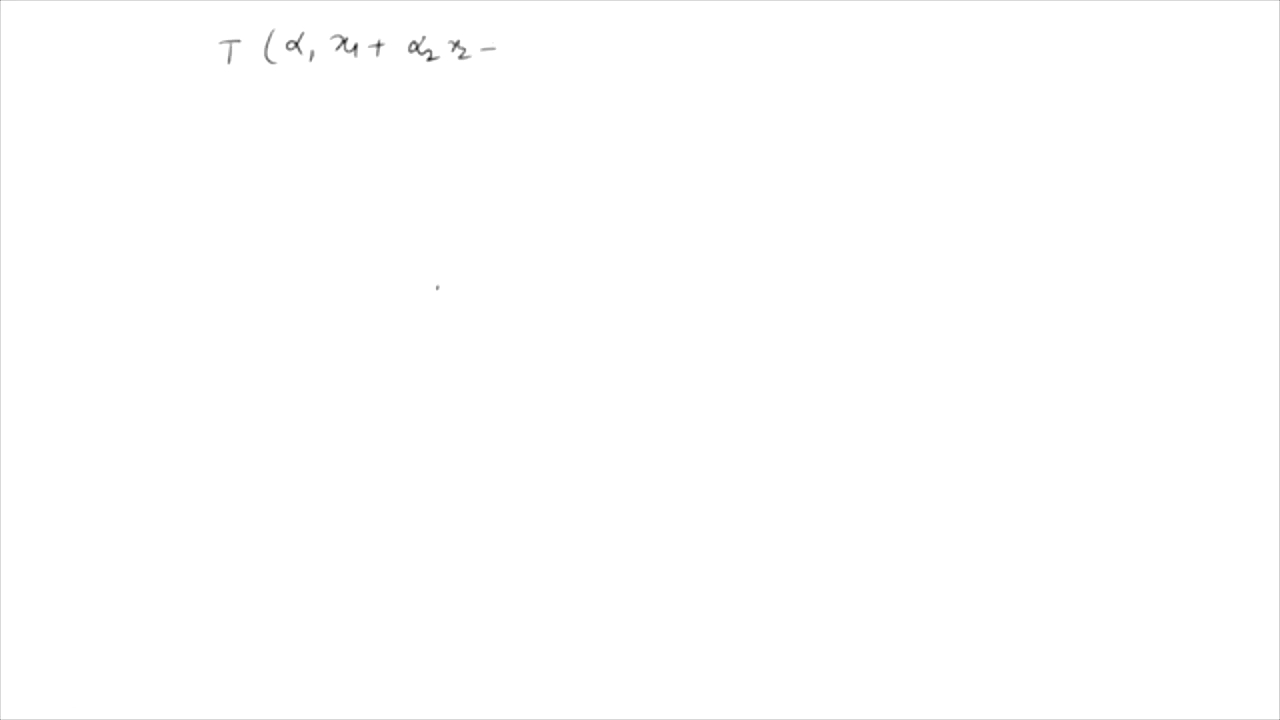 T (α₁ x₁ + α₂ x₂ –